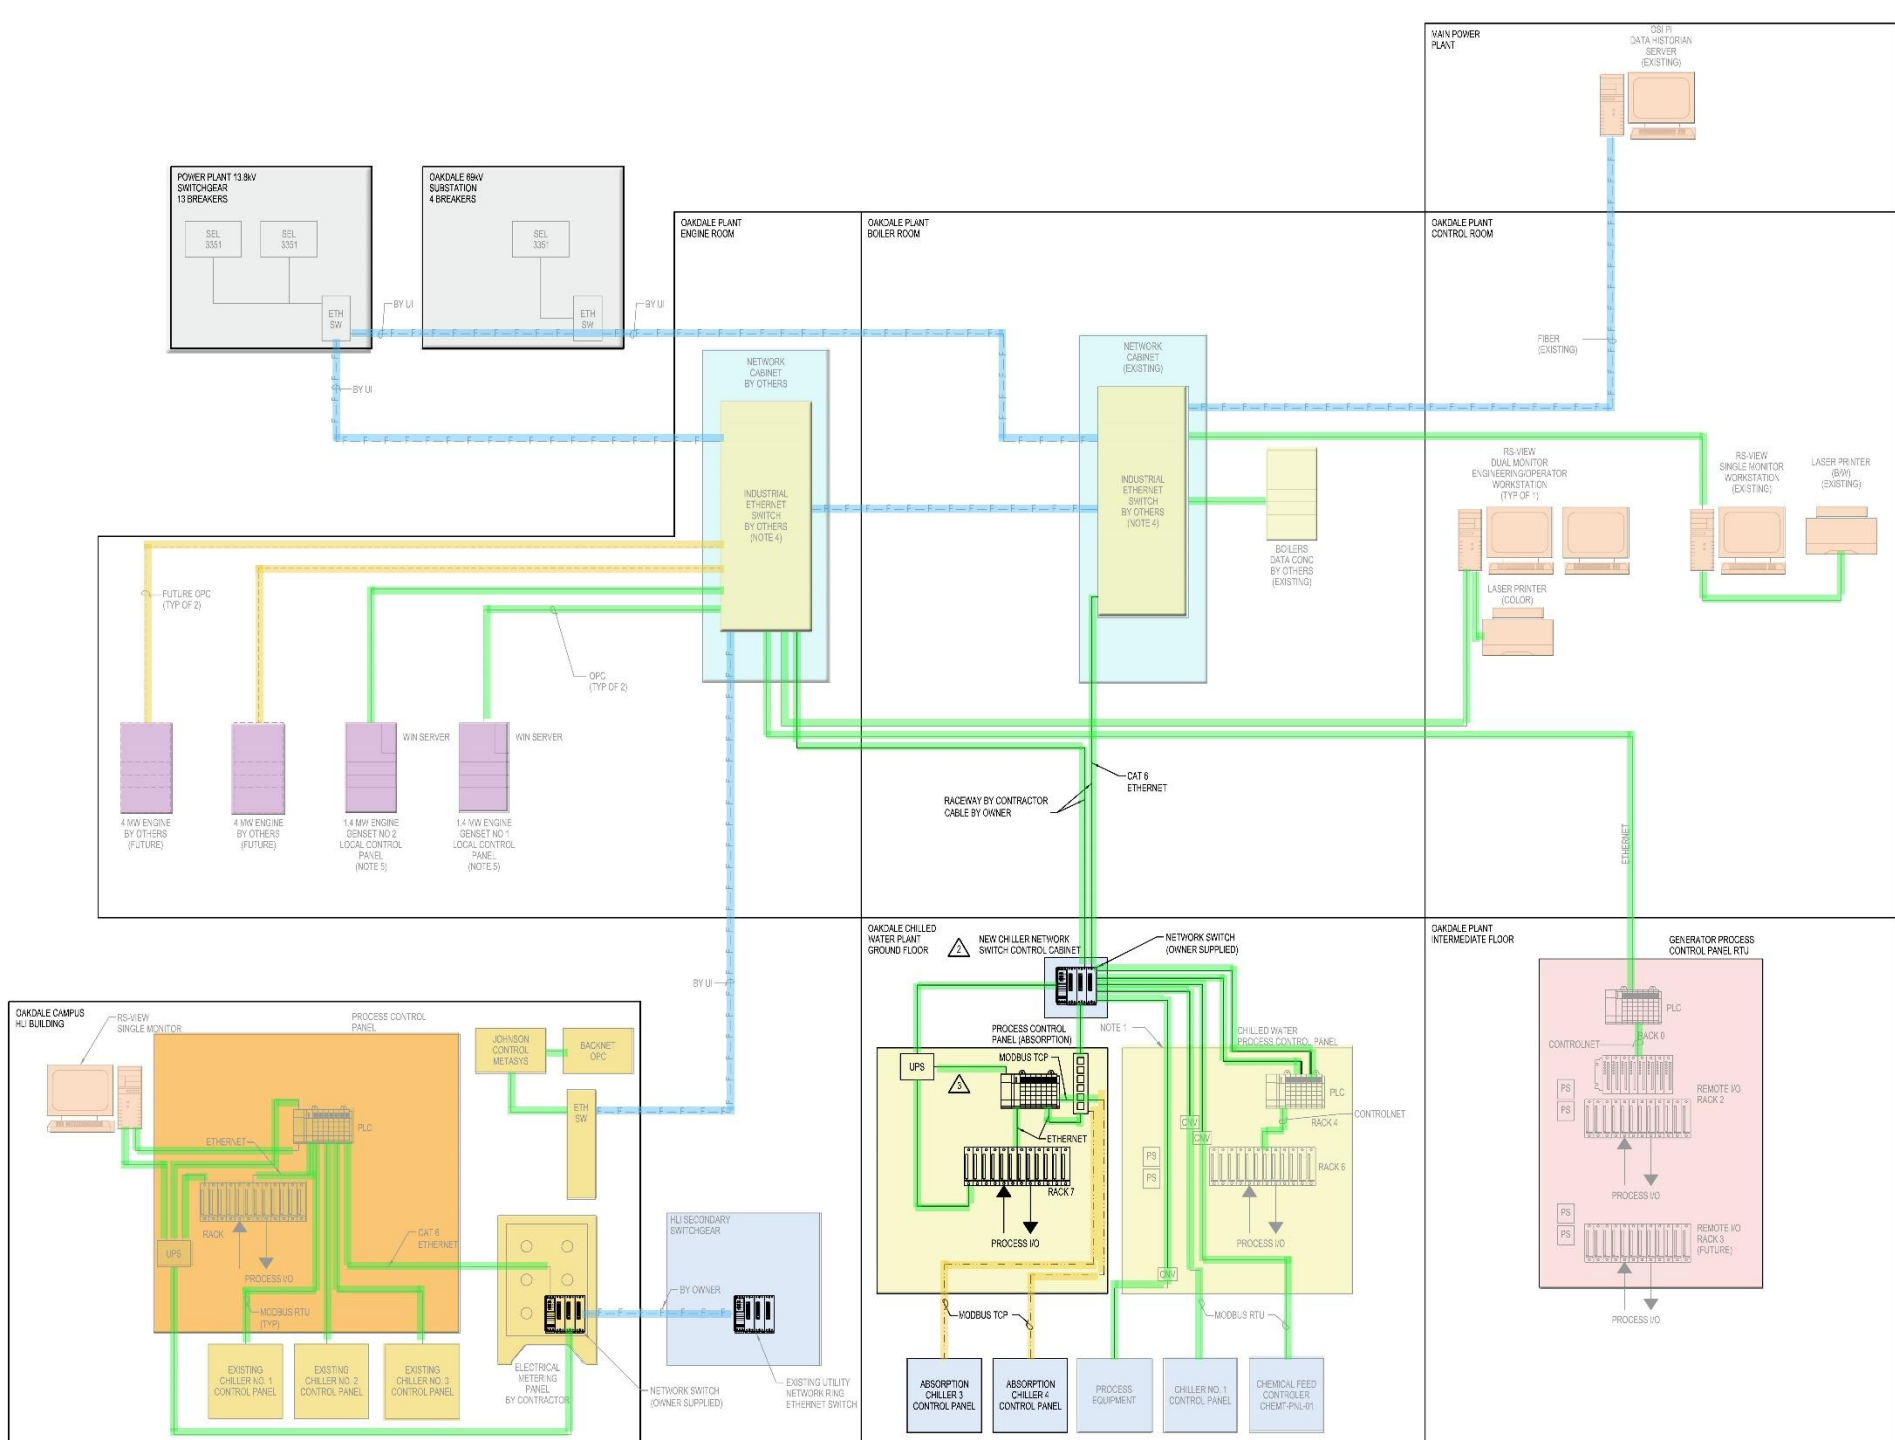 MAIN POWER
PLANT
OSI PI
DATA HISTORIAN
SERVER
(EXISTING)
POWER PLANT 13.8kV
SWITCHGEAR
13 BREAKERS
SEL
3351
SEL
3351
ETH
SW
BY UI
BY UI
OAKDALE 69kV
SUBSTATION
4 BREAKERS
SEL
3351
ETH
SW
BY UI
OAKDALE PLANT
ENGINE ROOM
OAKDALE PLANT
BOILER ROOM
OAKDALE PLANT
CONTROL ROOM
NETWORK
CABINET
BY OTHERS
INDUSTRIAL
ETHERNET
SWITCH
BY OTHERS
(NOTE 4)
NETWORK
CABINET
(EXISTING)
INDUSTRIAL
ETHERNET
SWITCH
BY OTHERS
(NOTE 4)
FIBER
(EXISTING)
BOILERS
DATA CONC
BY OTHERS
(EXISTING)
RS-VIEW
DUAL MONITOR
ENGINEERING/OPERATOR
WORKSTATION
(TYP OF 1)
RS-VIEW
SINGLE MONITOR
WORKSTATION
(EXISTING)
LASER PRINTER
(B/W)
(EXISTING)
LASER PRINTER
(COLOR)
FUTURE OPC
(TYP OF 2)
OPC
(TYP OF 2)
WIN SERVER
WIN SERVER
4 MW ENGINE
BY OTHERS
(FUTURE)
4 MW ENGINE
BY OTHERS
(FUTURE)
1.4 MW ENGINE
GENSET NO 2
LOCAL CONTROL
PANEL
(NOTE 5)
1.4 MW ENGINE
GENSET NO 1
LOCAL CONTROL
PANEL
(NOTE 5)
CAT 6
ETHERNET
RACEWAY BY CONTRACTOR
CABLE BY OWNER
ETHERNET
BY UI
OAKDALE CHILLED
WATER PLANT
GROUND FLOOR
2
NEW CHILLER NETWORK
SWITCH CONTROL CABINET
NETWORK SWITCH
(OWNER SUPPLIED)
PROCESS CONTROL
PANEL (ABSORPTION)
NOTE 1
CHILLED WATER
PROCESS CONTROL PANEL
UPS
3
MODBUS TCP
ETHERNET
RACK 7
PROCESS I/O
PLC
CONTROLNET
RACK 4
CNV
CNV
PS
PS
RACK 6
PROCESS I/O
CNV
MODBUS TCP
MODBUS RTU
ABSORPTION
CHILLER 3
CONTROL PANEL
ABSORPTION
CHILLER 4
CONTROL PANEL
PROCESS
EQUIPMENT
CHILLER NO. 1
CONTROL PANEL
CHEMICAL FEED
CONTROLER
CHEMT-PNL-01
OAKDALE PLANT
INTERMEDIATE FLOOR
GENERATOR PROCESS
CONTROL PANEL RTU
PLC
RACK 0
CONTROLNET
PS
PS
REMOTE I/O
RACK 2
PROCESS I/O
PS
PS
REMOTE I/O
RACK 3
(FUTURE)
PROCESS I/O
OAKDALE CAMPUS
HLI BUILDING
RS-VIEW
SINGLE MONITOR
PROCESS CONTROL
PANEL
PLC
ETHERNET
RACK
UPS
PROCESS I/O
MODBUS RTU
(TYP)
CAT 6
ETHERNET
JOHNSON
CONTROL
METASYS
BACKNET
OPC
ETH
SW
EXISTING
CHILLER NO. 1
CONTROL PANEL
EXISTING
CHILLER NO. 2
CONTROL PANEL
EXISTING
CHILLER NO. 3
CONTROL PANEL
ELECTRICAL
METERING
PANEL
BY CONTRACTOR
NETWORK SWITCH
(OWNER SUPPLIED)
HLI SECONDARY
SWITCHGEAR
BY OWNER
EXISTING UTILITY
NETWORK RING
ETHERNET SWITCH